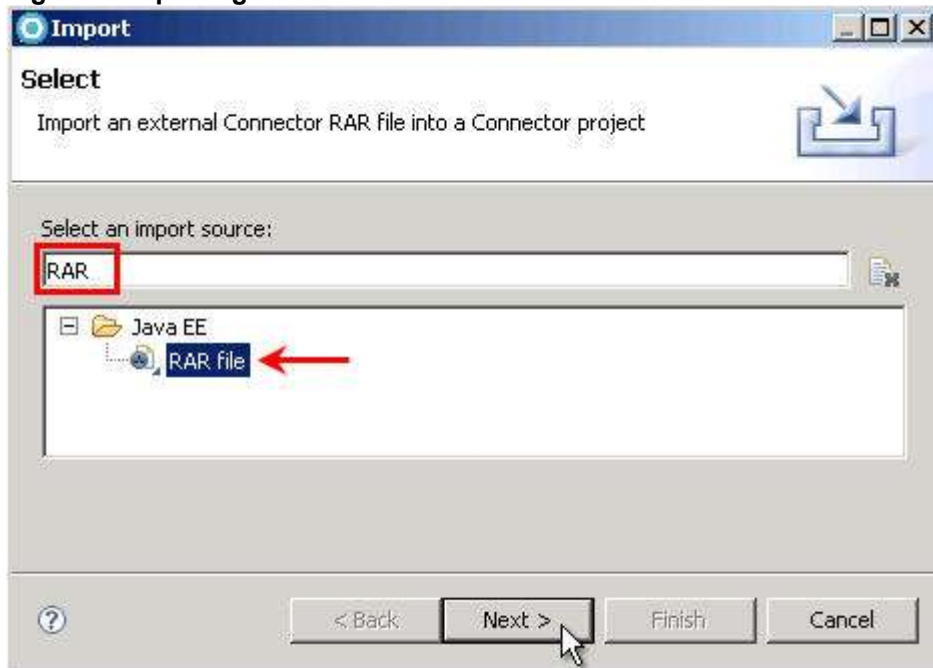 Import
Select
Import an external Connector RAR file into a Connector project
Select an import source:
RAR
Java EE
RAR file
< Back Next > Finish Cancel